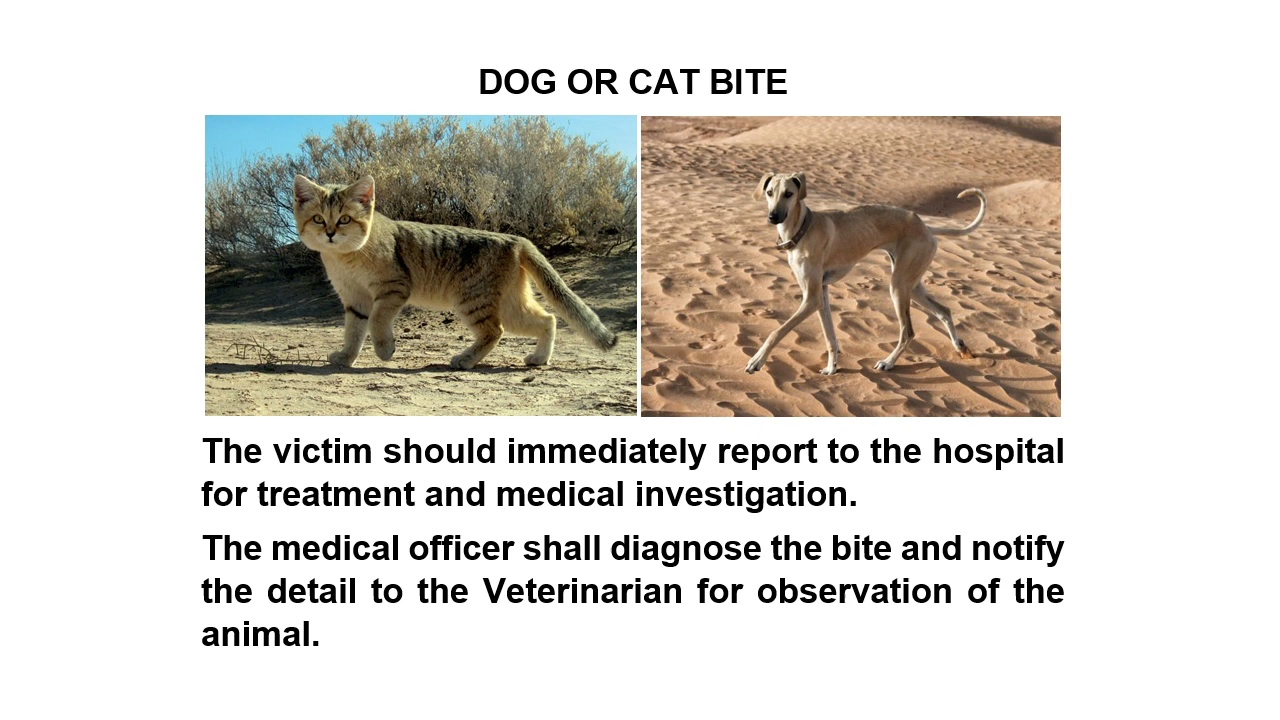 DOG OR CAT BITE
The victim should immediately report to the hospital
for treatment and medical investigation.
The medical officer shall diagnose the bite and notify
the detail to the Veterinarian for observation of the
animal.